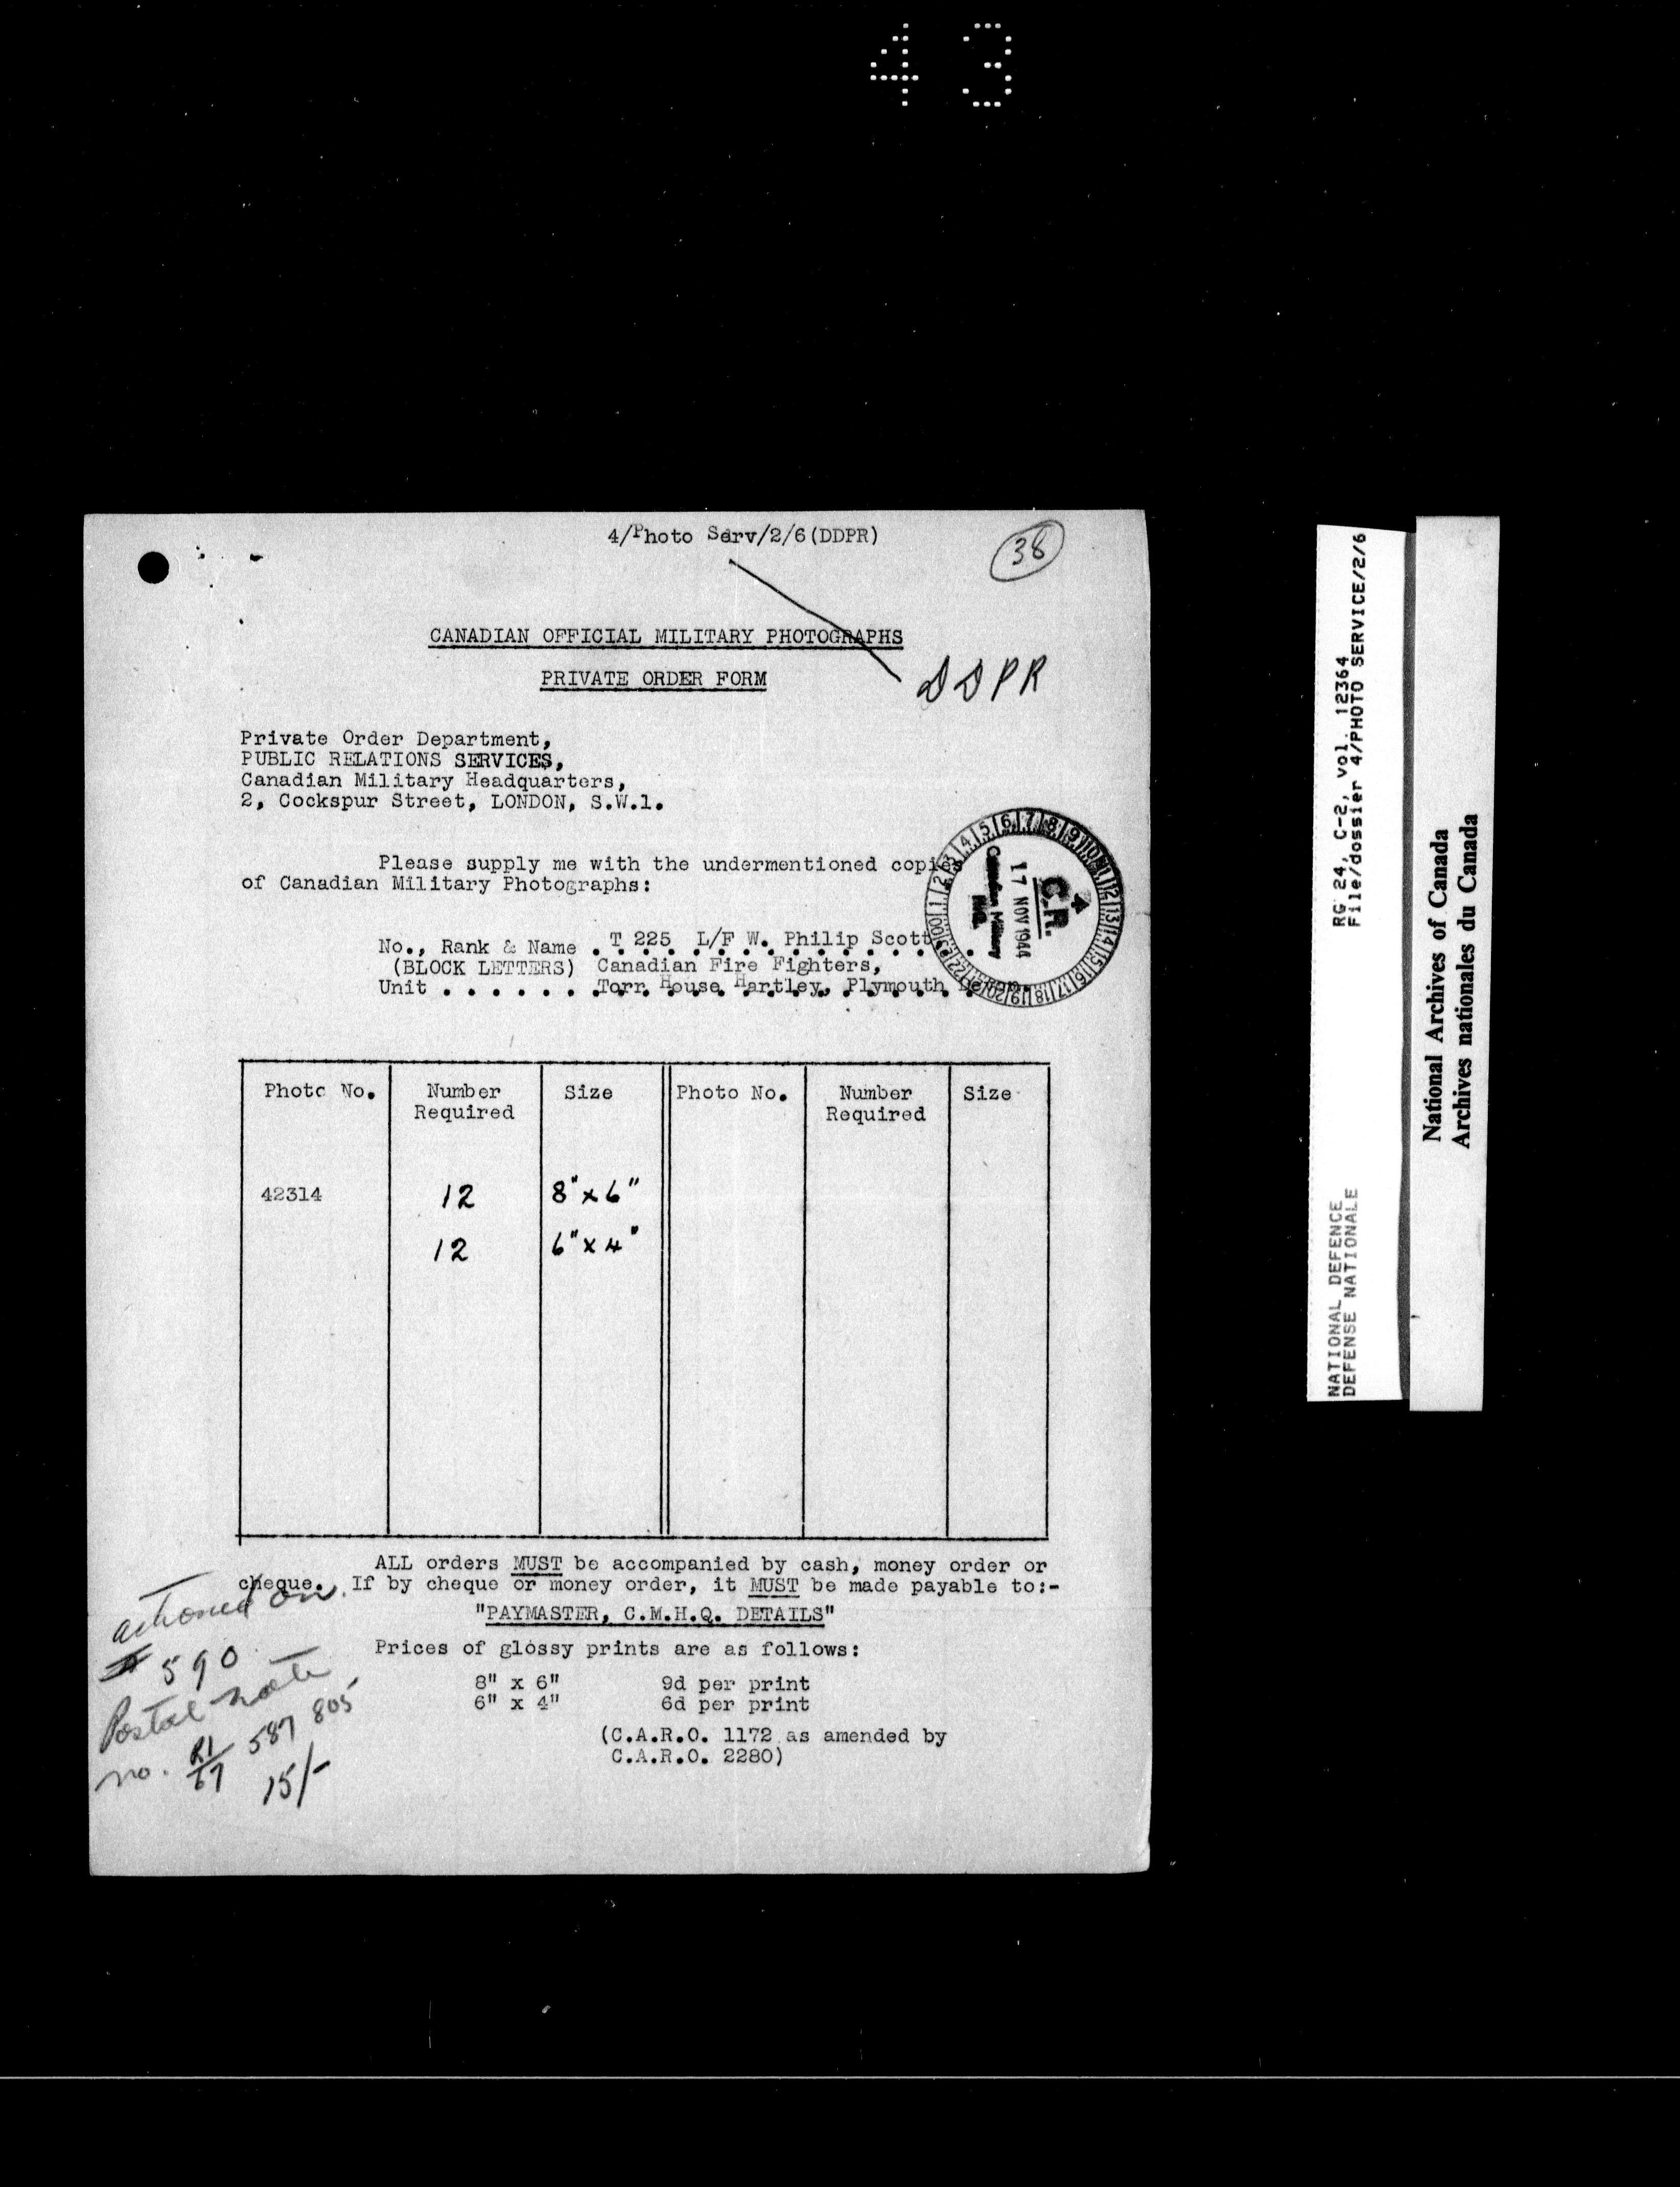 43
4/Photo Serv/2/6(DDPR)
38
CANADIAN OFFICIAL MILITARY PHOTOGRAPHS
PRIVATE ORDER FORM
DDPR
Private Order Department,
PUBLIC RELATIONS SERVICES,
Canadian Military Headquarters,
2, Cockspur Street, LONDON, S.W.1.
Please supply me with the undermentioned copies
of Canadian Military Photographs:
4
C.R.
17 NOV 1944
Canadian Military
HQ.
No., Rank & Name . T 225 L/F W. Philip Scott
(BLOCK LETTERS) Canadian Fire Fighters,
Unit . . . . . . . Torr House Hartley, Plymouth
Photo No. Number Size Photo No. Number Size
Required Required
42314 12 8" x 6"
12 6" x 4"
ALL orders MUST be accompanied by cash, money order or
cheque. If by cheque or money order, it MUST be made payable to:-
"PAYMASTER, C.M.H.Q. DETAILS"
Prices of glossy prints are as follows:
8" x 6" 9d per print
6" x 4" 6d per print
(C.A.R.O. 1172 as amended by
C.A.R.O. 2280)
actioned on
# 590
Postal note
no. 587 805
15/-
RG 24, C-2, vol. 12364
File/dossier 4/PHOTO SERVICE/2/6
NATIONAL DEFENCE
DEFENSE NATIONALE
National Archives of Canada
Archives nationales du Canada